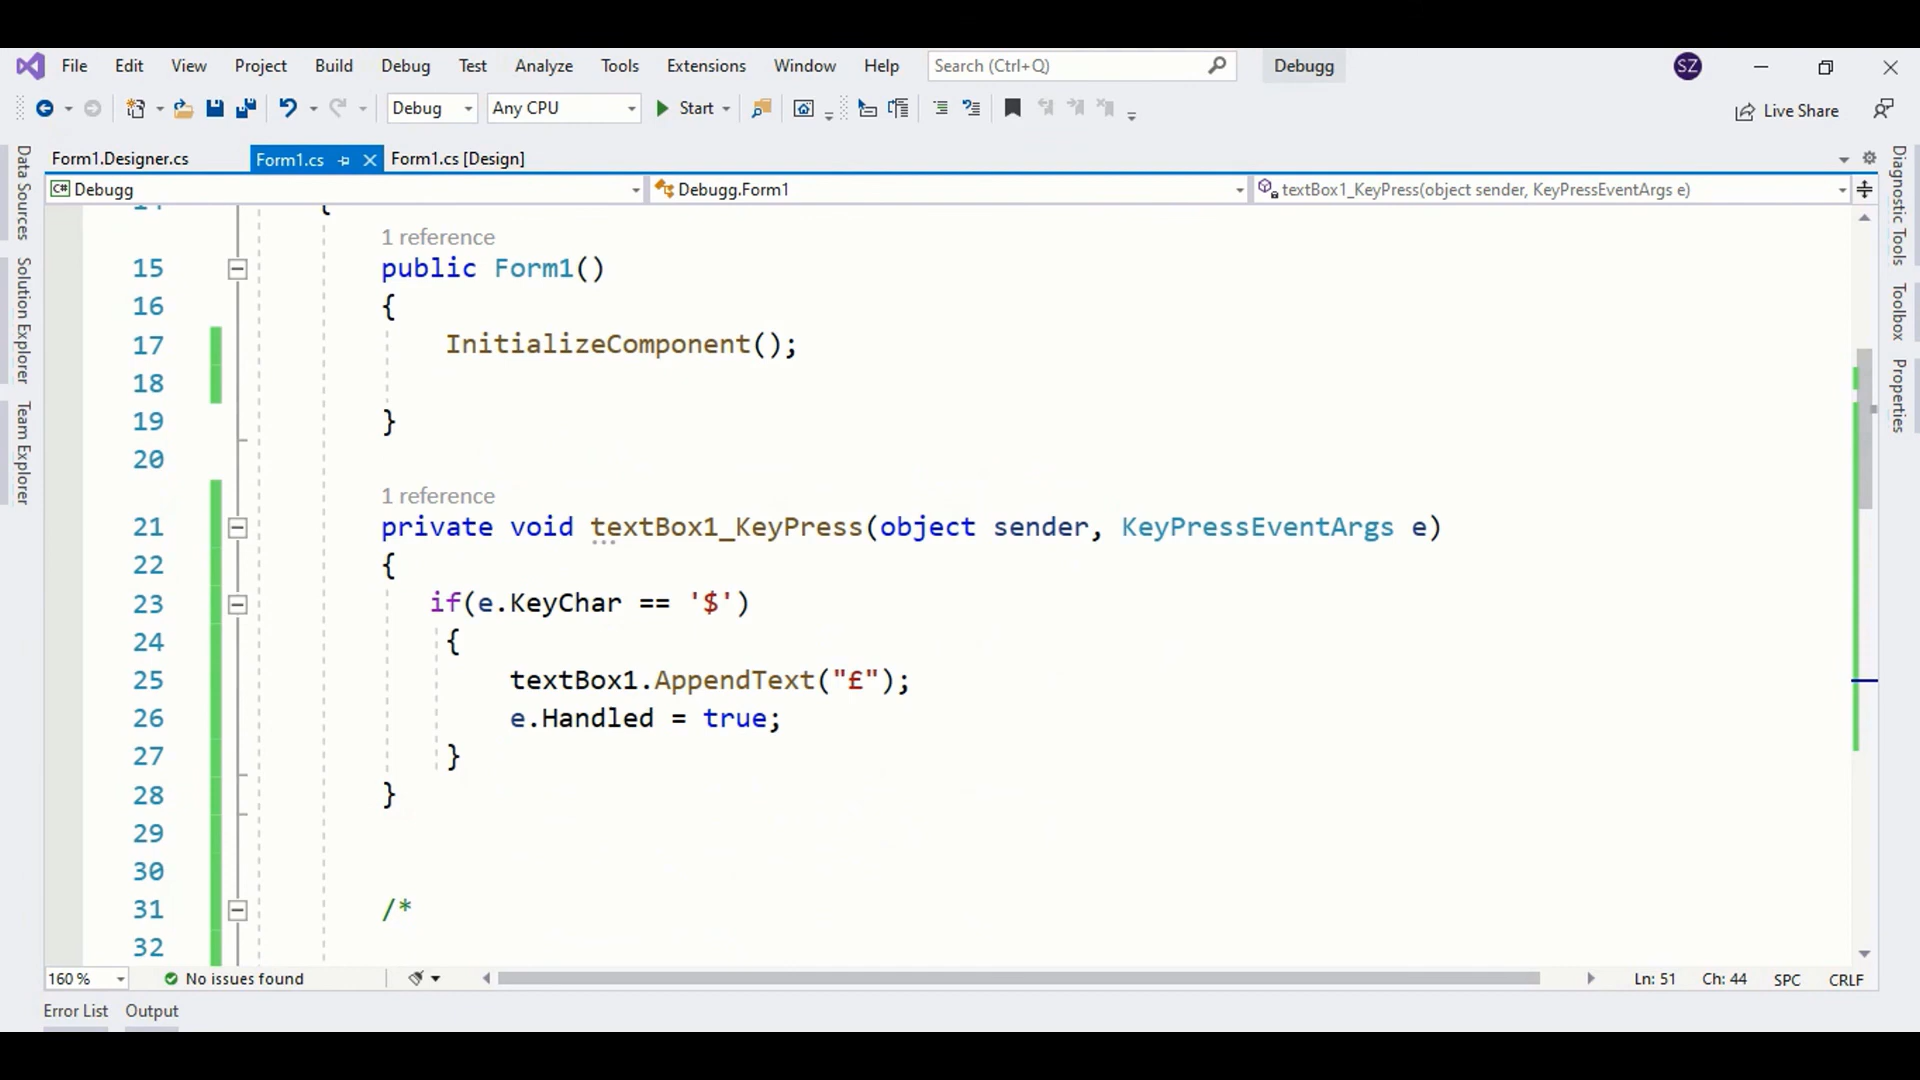 File Edit View Project Build Debug Test Analyze Tools Extensions Window Help Search (Ctrl+Q) Debugg SZ
Debug Any CPU Start Live Share
Form1.Designer.cs Form1.cs Form1.cs [Design]
C# Debugg Debugg.Form1 textBox1_KeyPress(object sender, KeyPressEventArgs e)
Data Sources
Solution Explorer
Team Explorer
{
1 reference
15 public Form1()
16 {
17 InitializeComponent();
18
19 }
20
1 reference
21 private void textBox1_KeyPress(object sender, KeyPressEventArgs e)
22 {
23 if(e.KeyChar == '$')
24 {
25 textBox1.AppendText("£");
26 e.Handled = true;
27 }
28 }
29
30
31 /*
32
Diagnostic Tools
Toolbox
Properties
160 % No issues found Ln: 51 Ch: 44 SPC CRLF
Error List Output